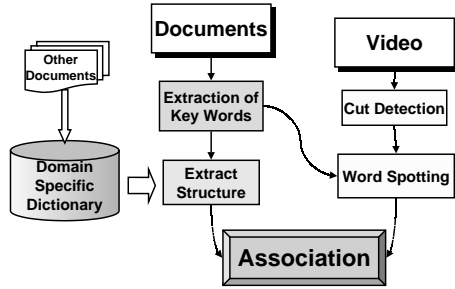 Documents
Video
Other
Documents
Extraction of
Key Words
Cut Detection
Domain
Specific
Dictionary
Extract
Structure
Word Spotting
Association